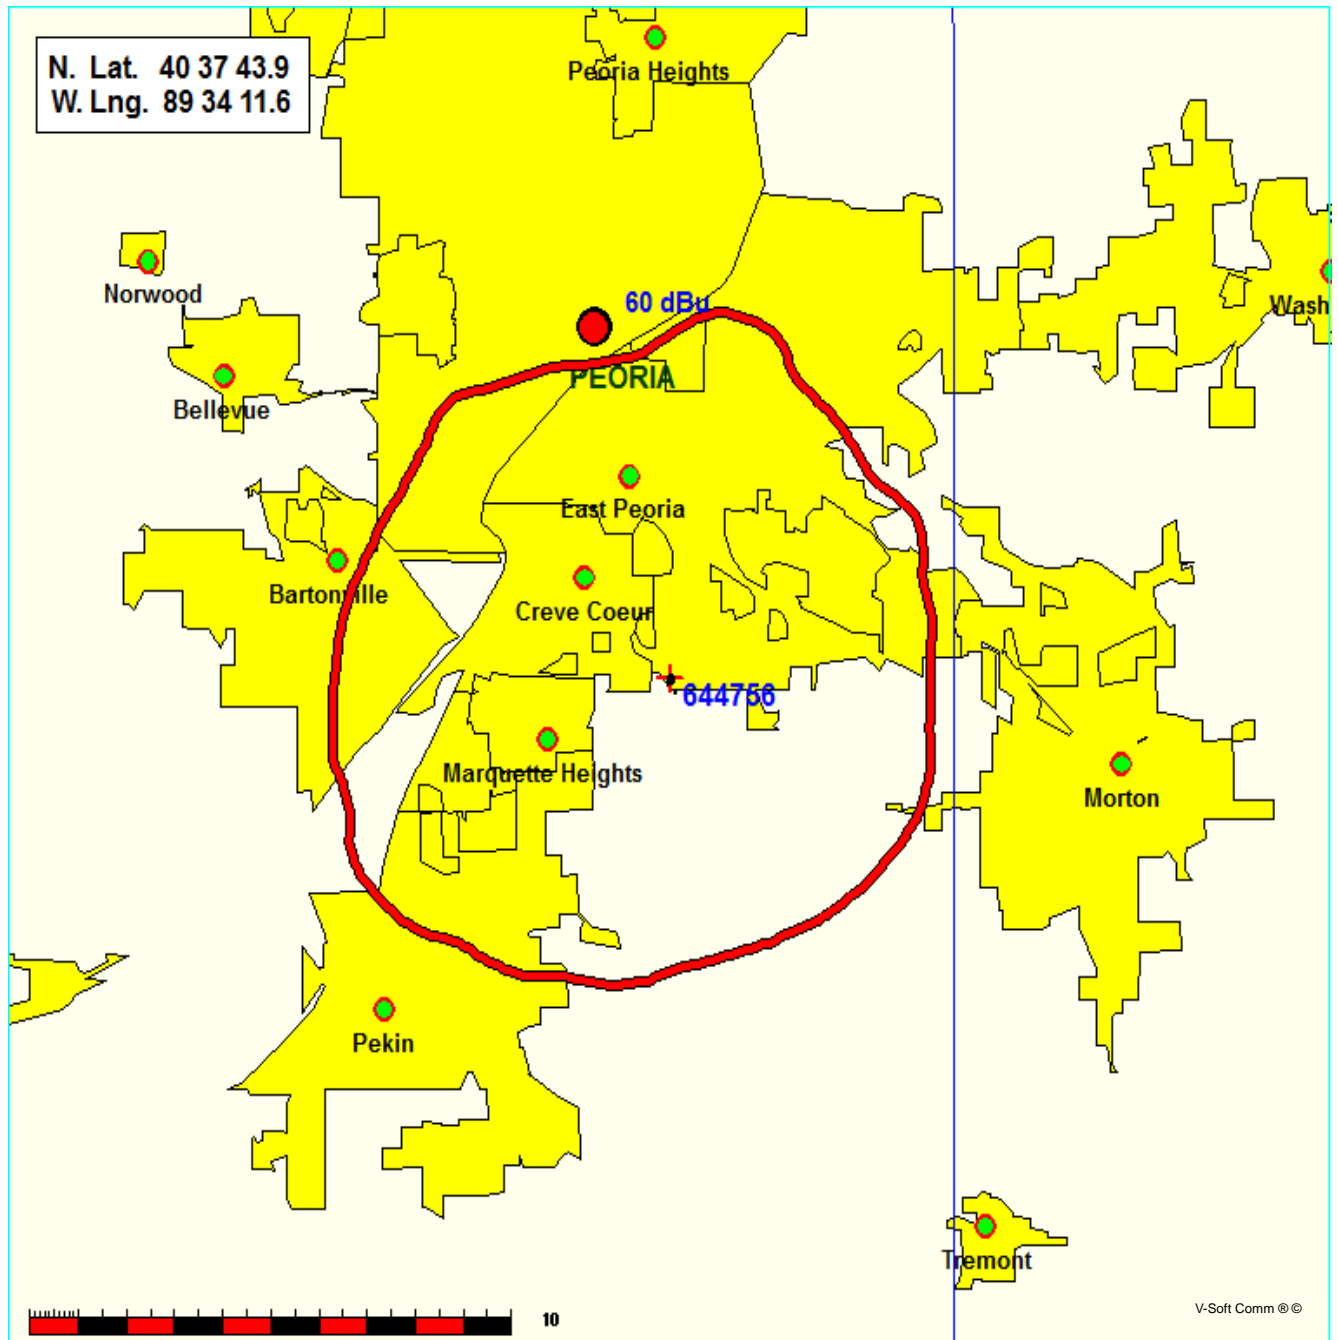 N. Lat. 40 37 43.9
W. Lng. 89 34 11.6
Peoria Heights
Norwood
60 dBu
Wash
PEORIA
Bellevue
East Peoria
Bartonville
Creve Coeur
644756
Marquette Heights
Morton
Pekin
Tremont
10
V-Soft Comm ® ©